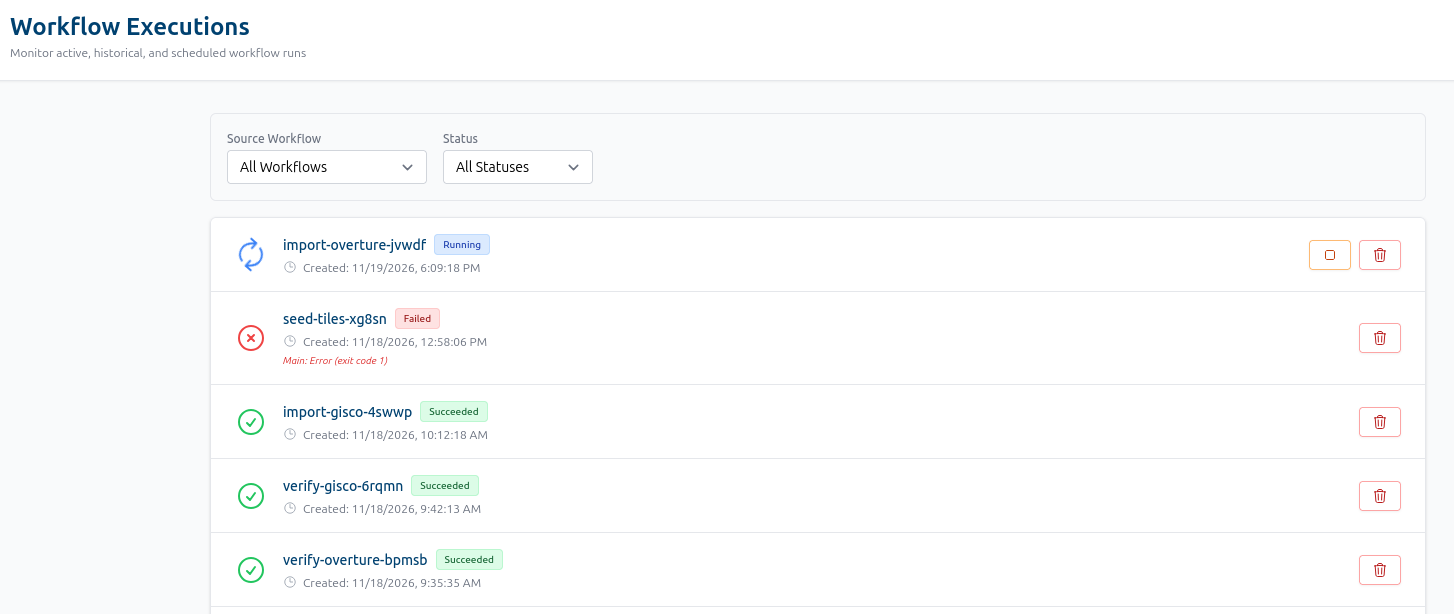 Workflow Executions
Monitor active, historical, and scheduled workflow runs
Source Workflow
Status
All Workflows
All Statuses
import-overture-jvwdf Running
Created: 11/19/2026, 6:09:18 PM
seed-tiles-xg8sn Failed
Created: 11/18/2026, 12:58:06 PM
Main: Error (exit code 1)
import-gisco-4swwp Succeeded
Created: 11/18/2026, 10:12:18 AM
verify-gisco-6rqmn Succeeded
Created: 11/18/2026, 9:42:13 AM
verify-overture-bpmsb Succeeded
Created: 11/18/2026, 9:35:35 AM